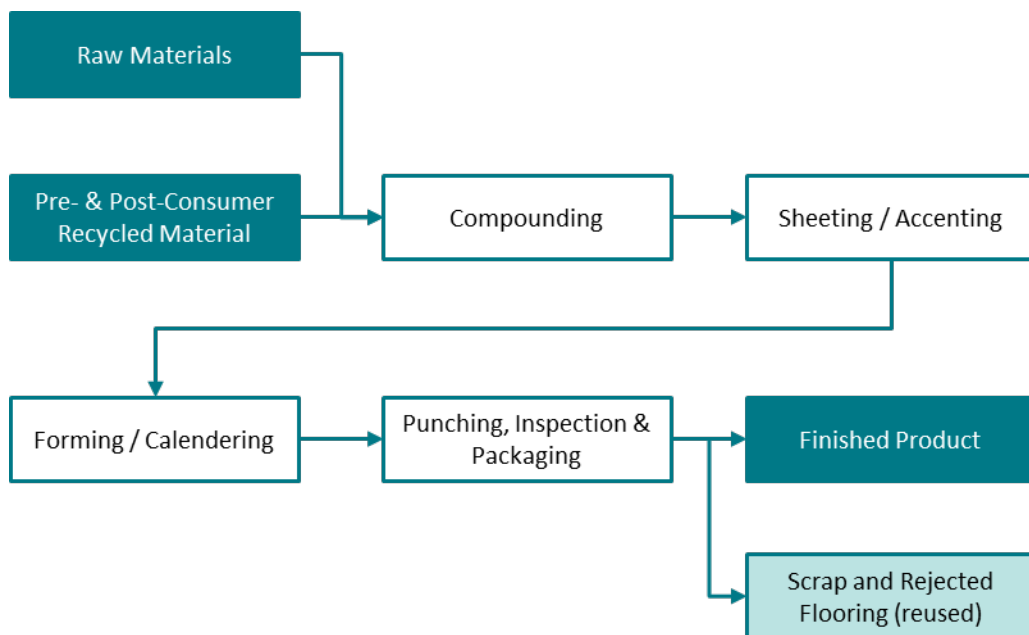 Raw Materials
Pre- & Post-Consumer
Recycled Material
Compounding
Sheeting / Accenting
Forming / Calendering
Punching, Inspection &
Packaging
Finished Product
Scrap and Rejected
Flooring (reused)